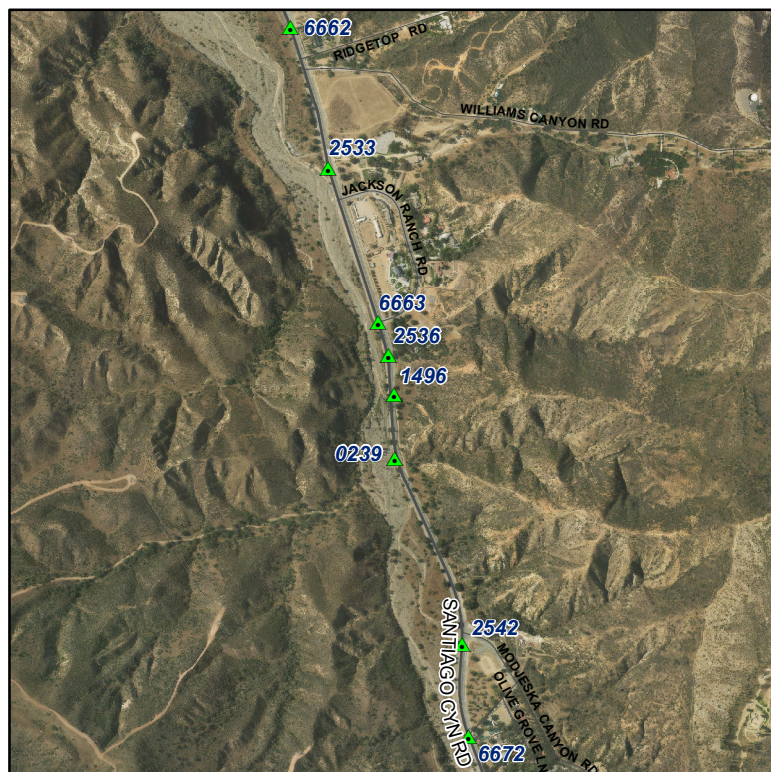 6662
RIDGETOP RD
WILLIAMS CANYON RD
2533
JACKSON RANCH RD
6663
2536
1496
0239
SANTIAGO CYN RD
2542
MODJESKA CANYON RD
OLIVE GROVE LN
6672